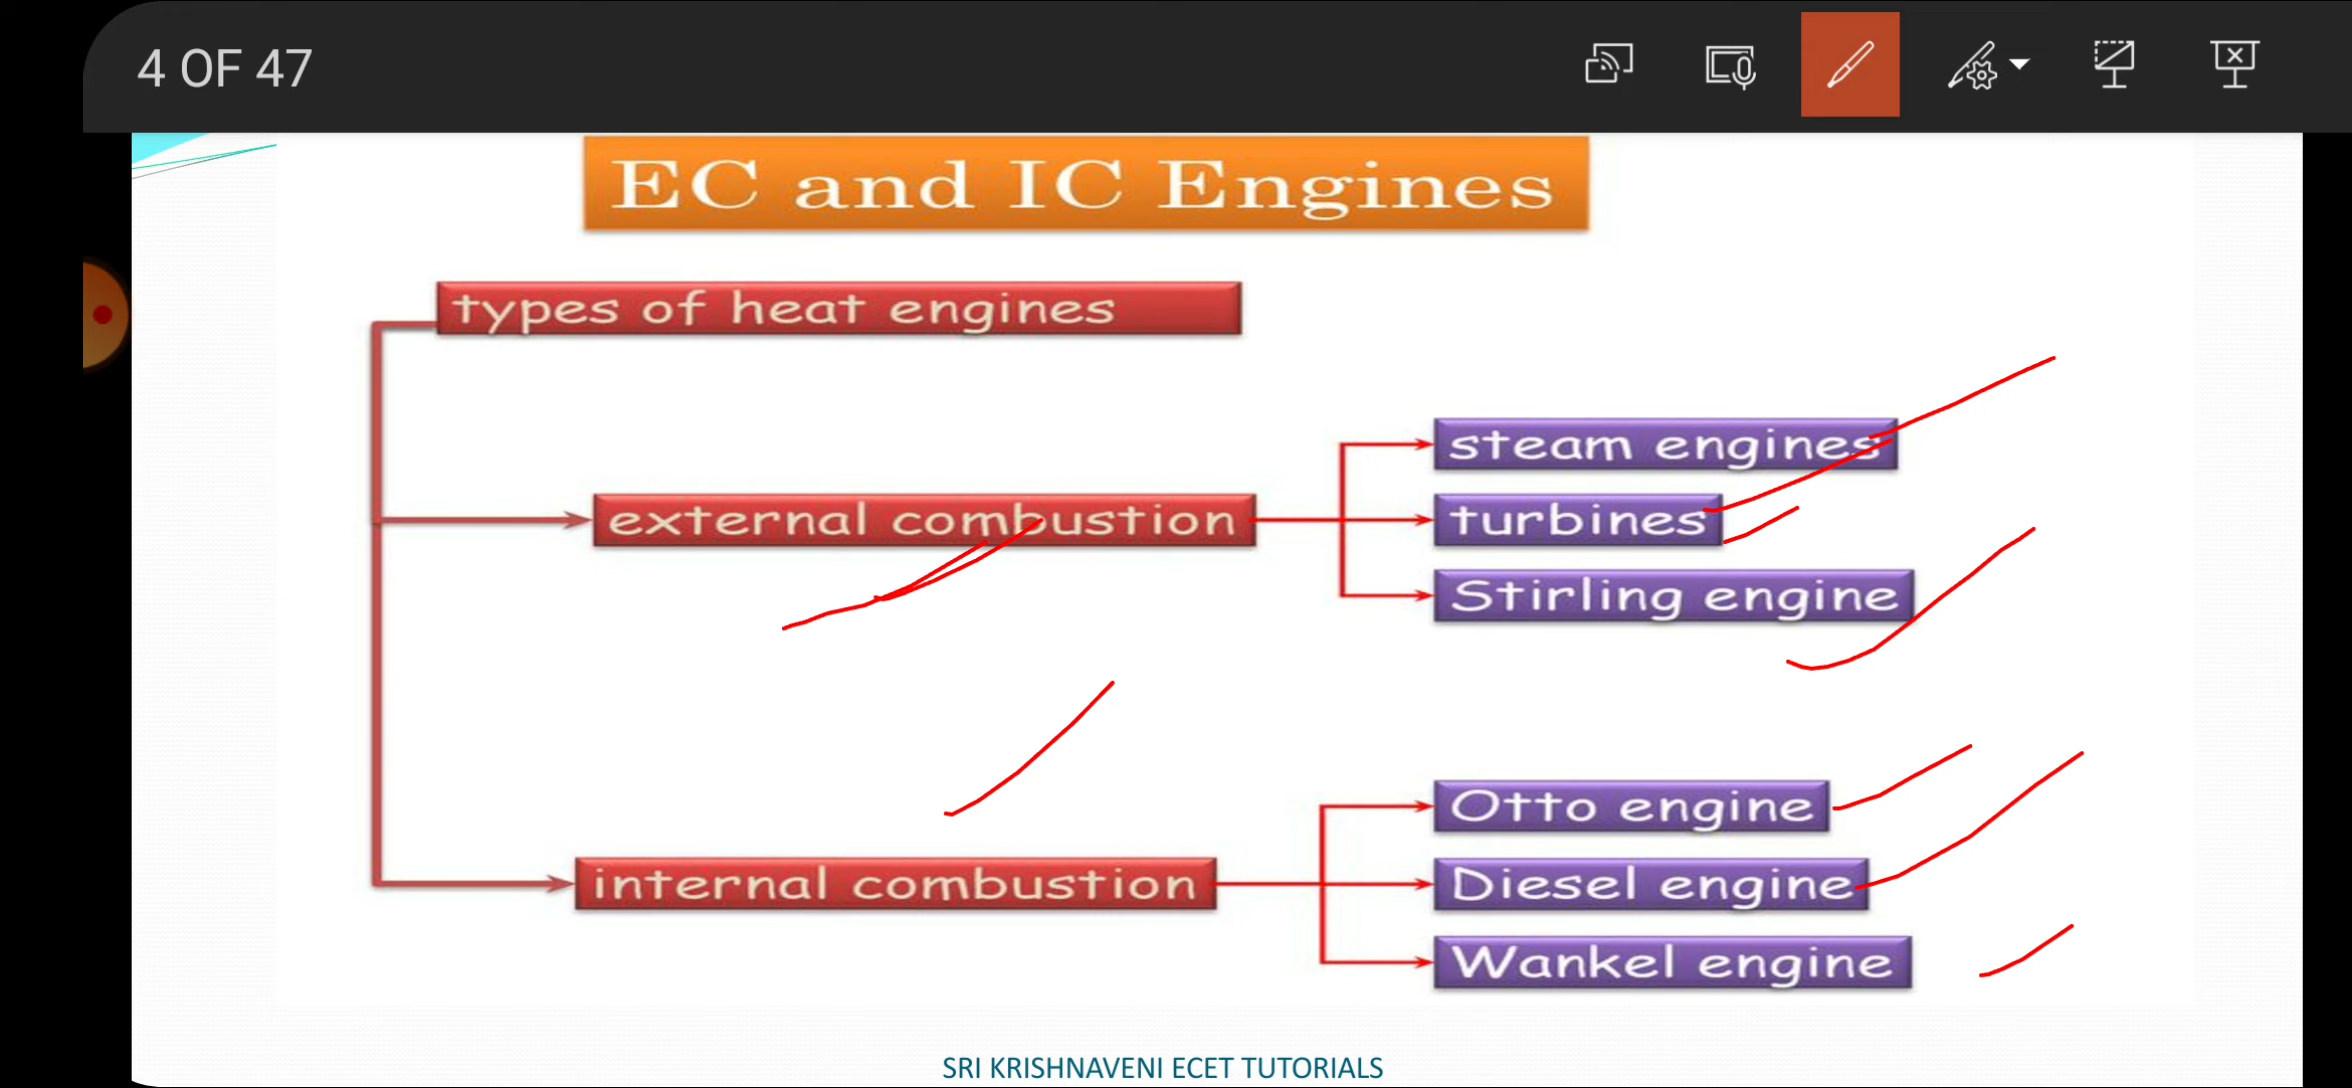 4 OF 47
EC and IC Engines
types of heat engines
steam engines
external combustion
turbines
Stirling engine
Otto engine
internal combustion
Diesel engine
Wankel engine
SRI KRISHNAVENI ECET TUTORIALS